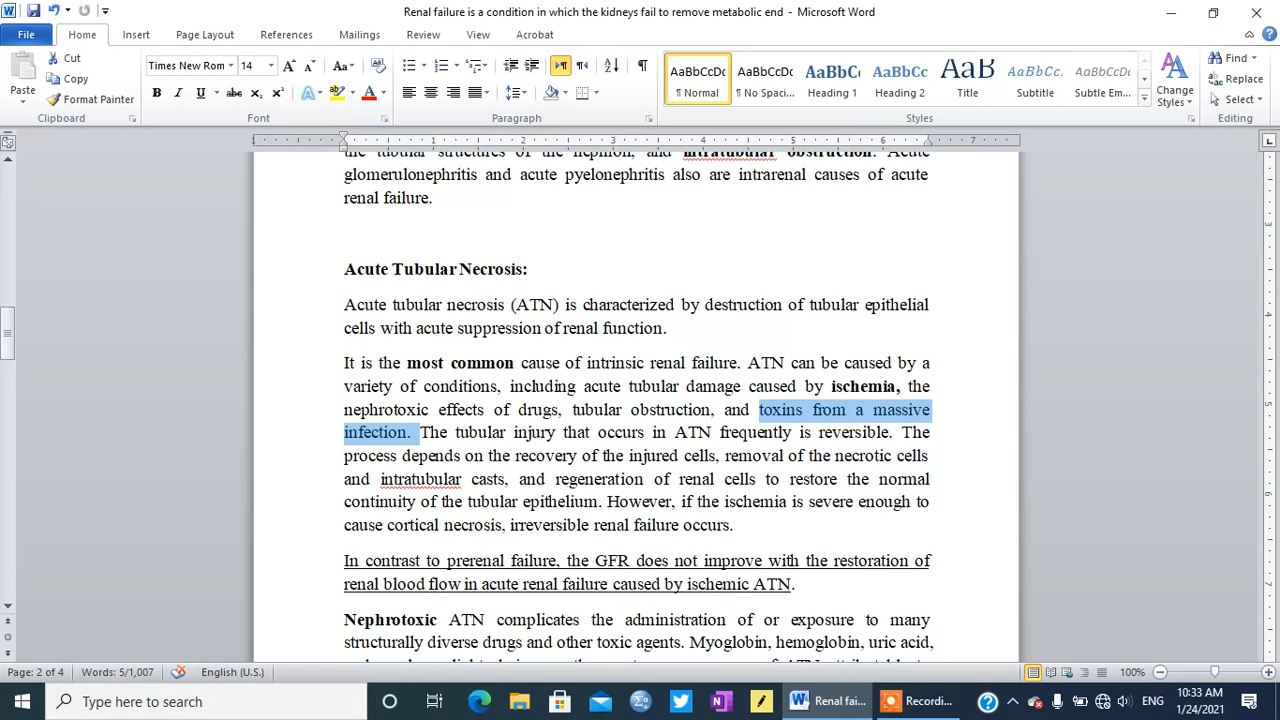 Renal failure is a condition in which the kidneys fail to remove metabolic end - Microsoft Word
File Home Insert Page Layout References Mailings Review View Acrobat
Paste
Cut
Copy
Format Painter
Clipboard
Times New Rom 14
Font
Paragraph
AaBbCcDc AaBbCcDc AaBbC AaBbCc AaB AaBbCc. AaBbCcDc
¶ Normal ¶ No Spaci... Heading 1 Heading 2 Title Subtitle Subtle Em...
Change Styles
Styles
Find
Replace
Select
Editing
the tubular structures of the nephron, and intratubular obstruction. Acute
glomerulonephritis and acute pyelonephritis also are intrarenal causes of acute
renal failure.
Acute Tubular Necrosis:
Acute tubular necrosis (ATN) is characterized by destruction of tubular epithelial
cells with acute suppression of renal function.
It is the most common cause of intrinsic renal failure. ATN can be caused by a
variety of conditions, including acute tubular damage caused by ischemia, the
nephrotoxic effects of drugs, tubular obstruction, and toxins from a massive
infection. The tubular injury that occurs in ATN frequently is reversible. The
process depends on the recovery of the injured cells, removal of the necrotic cells
and intratubular casts, and regeneration of renal cells to restore the normal
continuity of the tubular epithelium. However, if the ischemia is severe enough to
cause cortical necrosis, irreversible renal failure occurs.
In contrast to prerenal failure, the GFR does not improve with the restoration of
renal blood flow in acute renal failure caused by ischemic ATN.
Nephrotoxic ATN complicates the administration of or exposure to many
structurally diverse drugs and other toxic agents. Myoglobin, hemoglobin, uric acid,
Page: 2 of 4 Words: 5/1,007 English (U.S.) 100%
Type here to search
Renal fai... Recordi... ENG 10:33 AM
1/24/2021